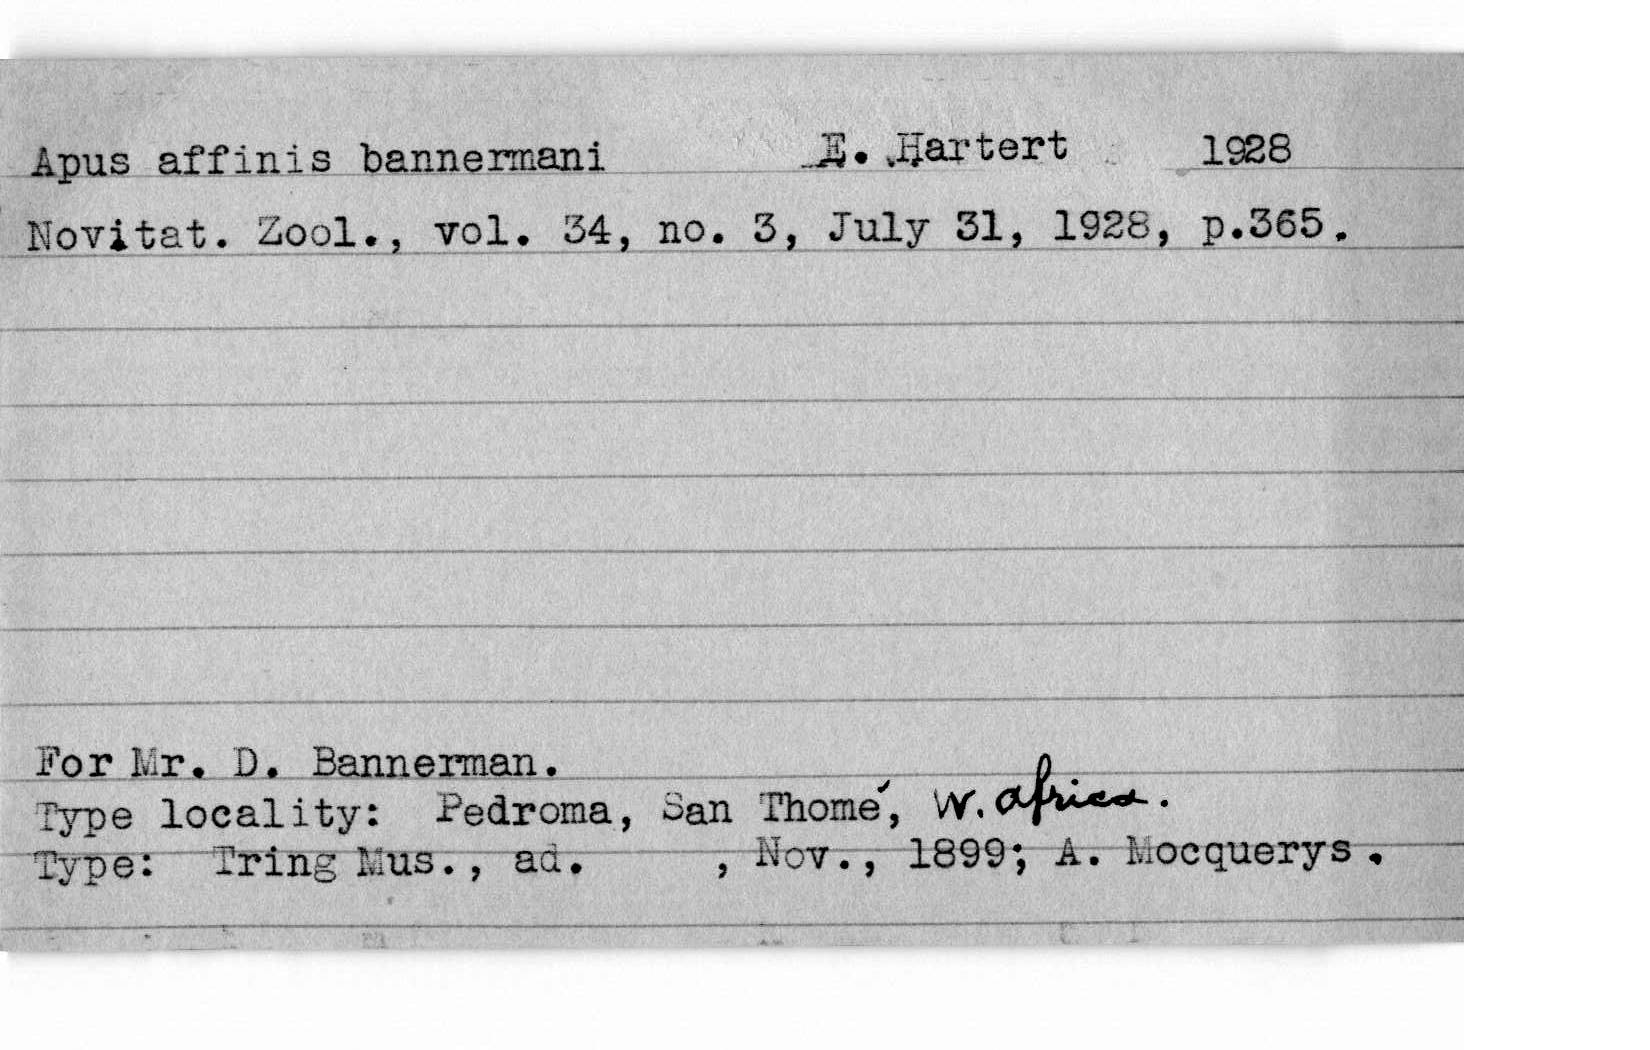 Apus affinis bannermani E. Hartert 1928
Novitat. Zool., vol. 34, no. 3, July 31, 1928, p.365.
For Mr. D. Bannerman.
Type locality: Pedroma, San Thomé, W. Africa.
Type: Tring Mus., ad. , Nov., 1899; A. Mocquerys.